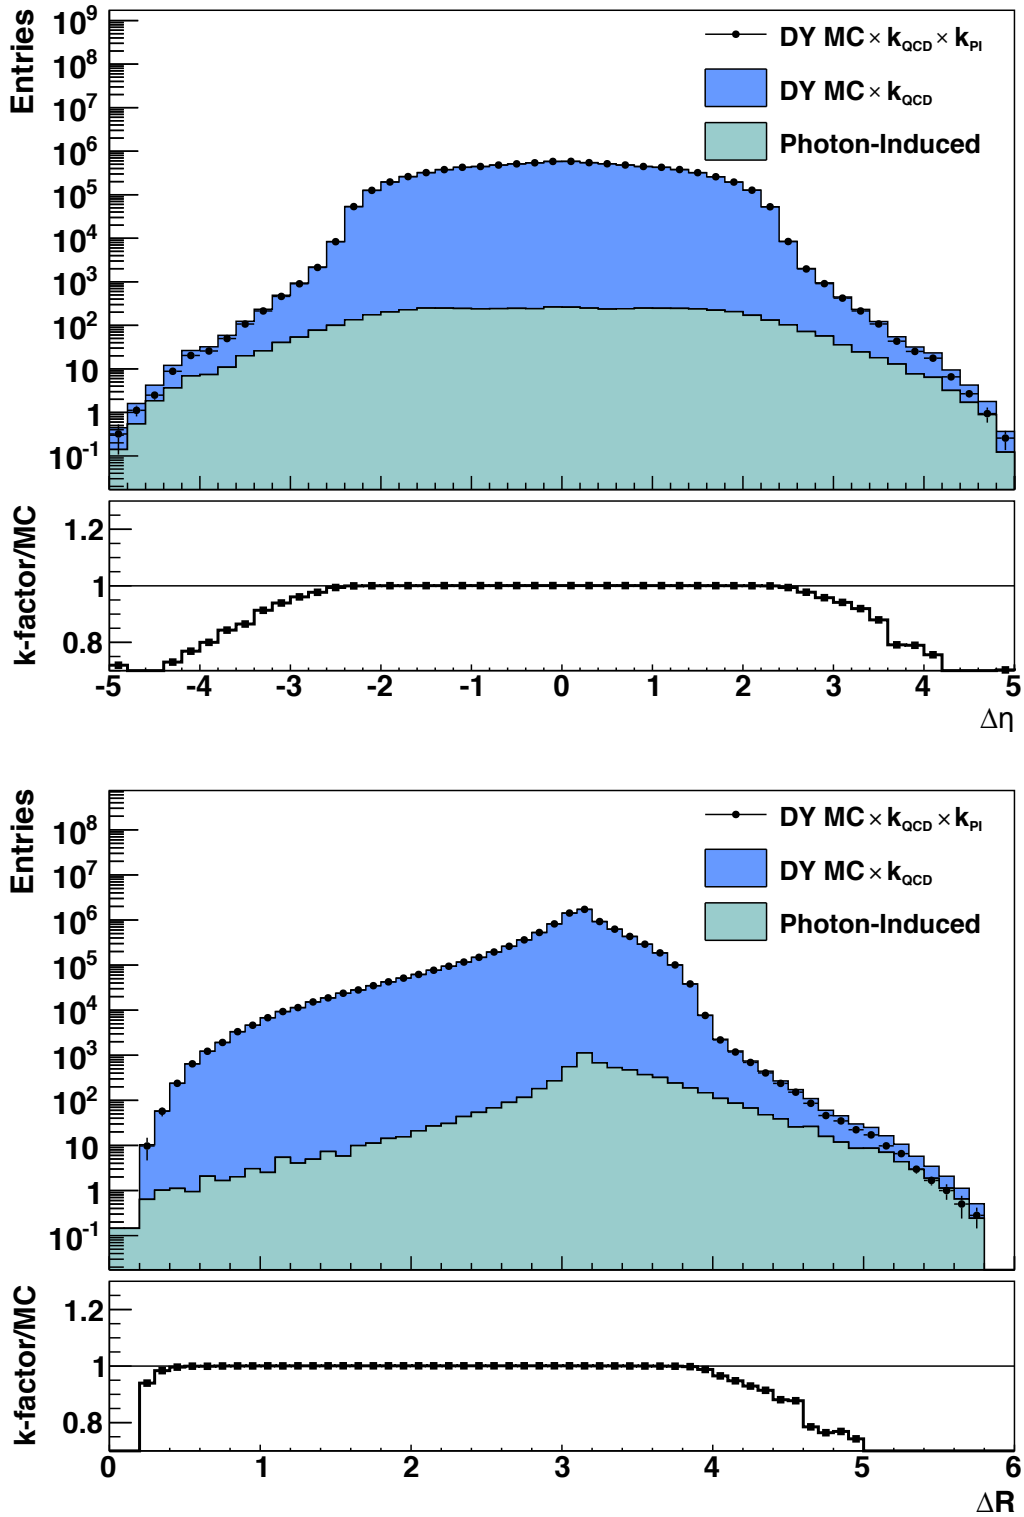 Entries
10^9
10^8
10^7
10^6
10^5
10^4
10^3
10^2
10
1
10^-1
DY MC × k_QCD × k_PI
DY MC × k_QCD
Photon-Induced
k-factor/MC
1.2
1
0.8
-5 -4 -3 -2 -1 0 1 2 3 4 5
Δη
Entries
10^8
10^7
10^6
10^5
10^4
10^3
10^2
10
1
10^-1
DY MC × k_QCD × k_PI
DY MC × k_QCD
Photon-Induced
k-factor/MC
1.2
1
0.8
0 1 2 3 4 5 6
ΔR